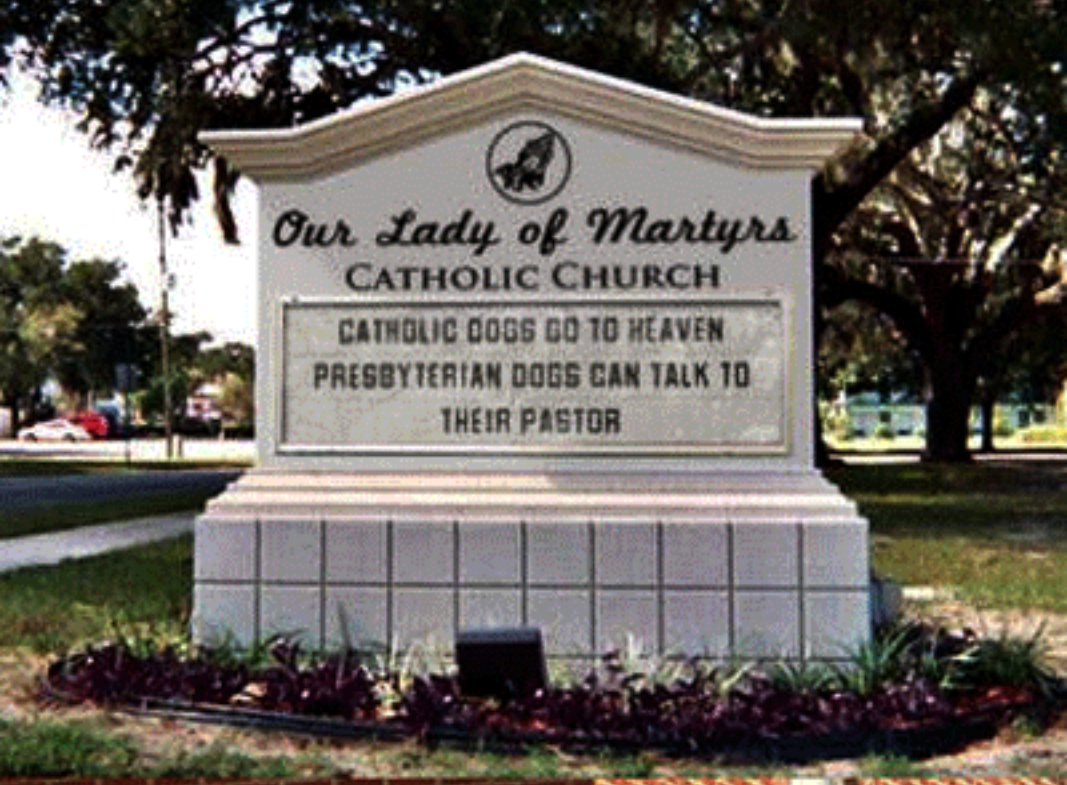 Our Lady of Martyrs
CATHOLIC CHURCH
CATHOLIC DOGS GO TO HEAVEN
PRESBYTERIAN DOGS CAN TALK TO
THEIR PASTOR